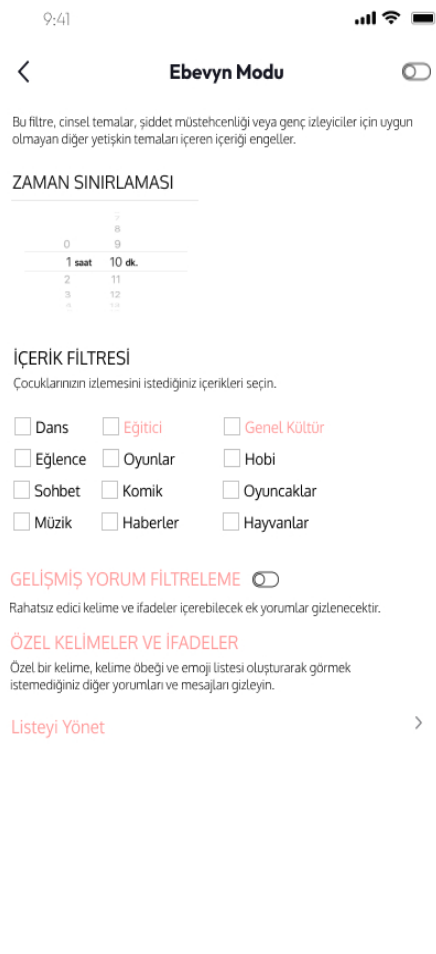 9:41
Ebevyn Modu
Bu filtre, cinsel temalar, şiddet müstehcenliği veya genç izleyiciler için uygun
olmayan diğer yetişkin temaları içeren içeriği engeller.
ZAMAN SINIRLAMASI
8
0 9
1 saat 10 dk.
2 11
3 12
İÇERİK FİLTRESİ
Çocuklarınızın izlemesini istediğiniz içerikleri seçin.
Dans Eğitici Genel Kültür
Eğlence Oyunlar Hobi
Sohbet Komik Oyuncaklar
Müzik Haberler Hayvanlar
GELİŞMİŞ YORUM FİLTRELEME
Rahatsız edici kelime ve ifadeler içerebilecek ek yorumlar gizlenecektir.
ÖZEL KELİMELER VE İFADELER
Özel bir kelime, kelime öbeği ve emoji listesi oluşturarak görmek
istemediğiniz diğer yorumları ve mesajları gizleyin.
Listeyi Yönet